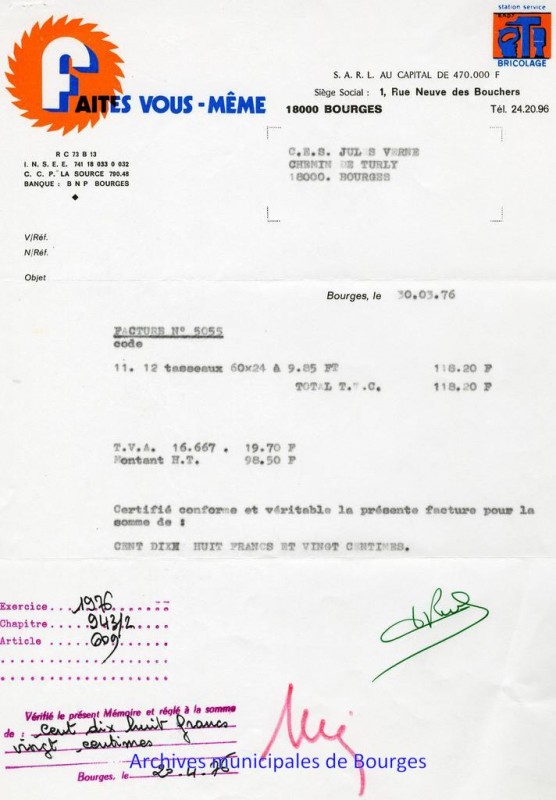 station service
S.N.D.F
BRICOLAGE
FAITES VOUS-MÊME
S. A. R. L. AU CAPITAL DE 470.000 F
Siège Social : 1, Rue Neuve des Bouchers
18000 BOURGES Tél. 24.20.96
R C 73 B 13
I. N. S. E. E. 741 18 033 0 032
C. C. P. LA SOURCE 790.48
BANQUE : B N P BOURGES
C.E.S. JULES VERNE
CHEMIN DE TURLY
18000. BOURGES
V/Réf.
N/Réf.
Objet
Bourges, le 30.03.76
FACTURE N° 5055
code
11. 12 tasseaux 60x24 à 9.85 FT 118.20 F
TOTAL T.T.C. 118.20 F
T.V.A. 16.667 . 19.70 F
Montant H.T. 98.50 F
Certifié conforme et véritable la présente facture pour la
somme de :
CENT DIXH HUIT FRANCS ET VINGT CENTIMES.
Exercice...1976
Chapitre...943/2
Article...609
Vérifié le présent Mémoire et réglé à la somme
de : cent dix huit francs
vingt centimes
Bourges, le 22.4.76
Archives municipales de Bourges